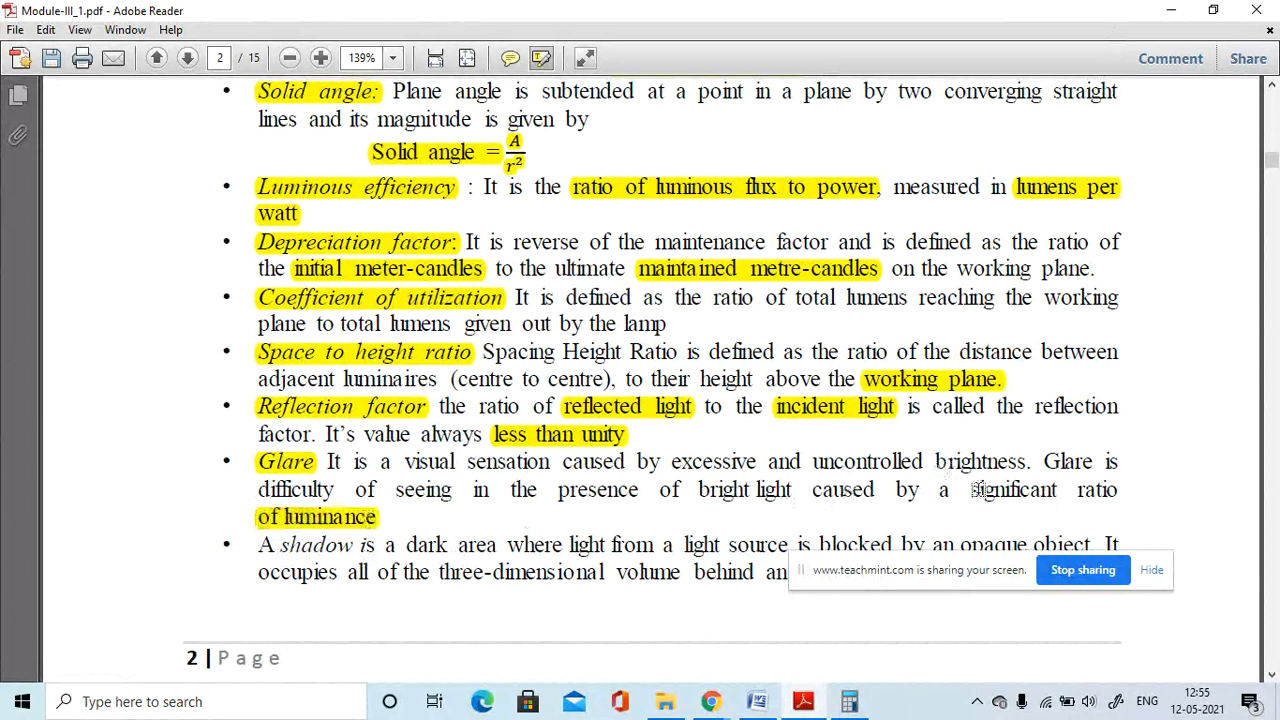 Module-III_1.pdf - Adobe Reader
File Edit View Window Help
2 / 15 139% Comment Share
• Solid angle: Plane angle is subtended at a point in a plane by two converging straight
lines and its magnitude is given by
Solid angle = A/r²
• Luminous efficiency : It is the ratio of luminous flux to power, measured in lumens per
watt
• Depreciation factor: It is reverse of the maintenance factor and is defined as the ratio of
the initial meter-candles to the ultimate maintained metre-candles on the working plane.
• Coefficient of utilization It is defined as the ratio of total lumens reaching the working
plane to total lumens given out by the lamp
• Space to height ratio Spacing Height Ratio is defined as the ratio of the distance between
adjacent luminaires (centre to centre), to their height above the working plane.
• Reflection factor the ratio of reflected light to the incident light is called the reflection
factor. It's value always less than unity
• Glare It is a visual sensation caused by excessive and uncontrolled brightness. Glare is
difficulty of seeing in the presence of bright light caused by a significant ratio
of luminance
• A shadow is a dark area where light from a light source is blocked by an opaque object. It
occupies all of the three-dimensional volume behind an
www.teachmint.com is sharing your screen. Stop sharing Hide
2 | Page
Type here to search
ENG 12:55
12-05-2021
3